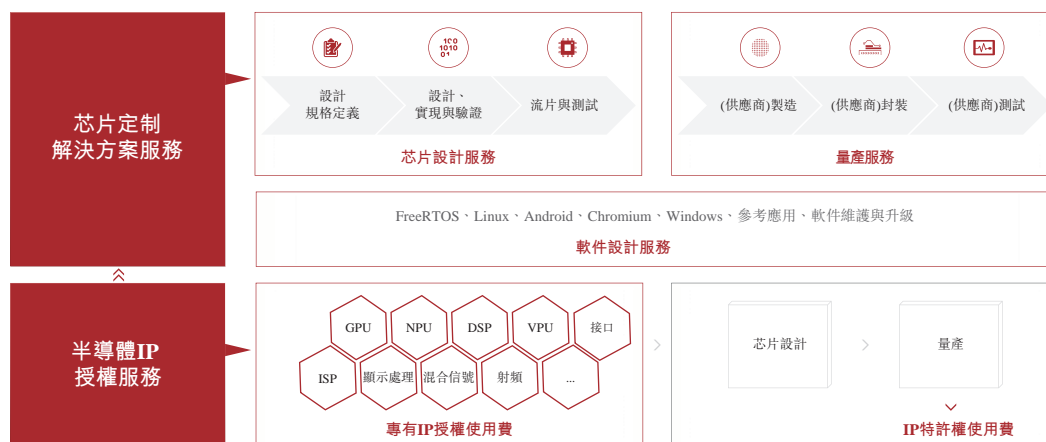 芯片定制
解決方案服務
設計
規格定義
設計、
實現與驗證
流片與測試
芯片設計服務
(供應商)製造
(供應商)封裝
(供應商)測試
量產服務
FreeRTOS、Linux、Android、Chromium、Windows、參考應用、軟件維護與升級
軟件設計服務
半導體IP
授權服務
GPU
NPU
DSP
VPU
接口
ISP
顯示處理
混合信號
射頻
...
專有IP授權使用費
芯片設計
量產
IP特許權使用費